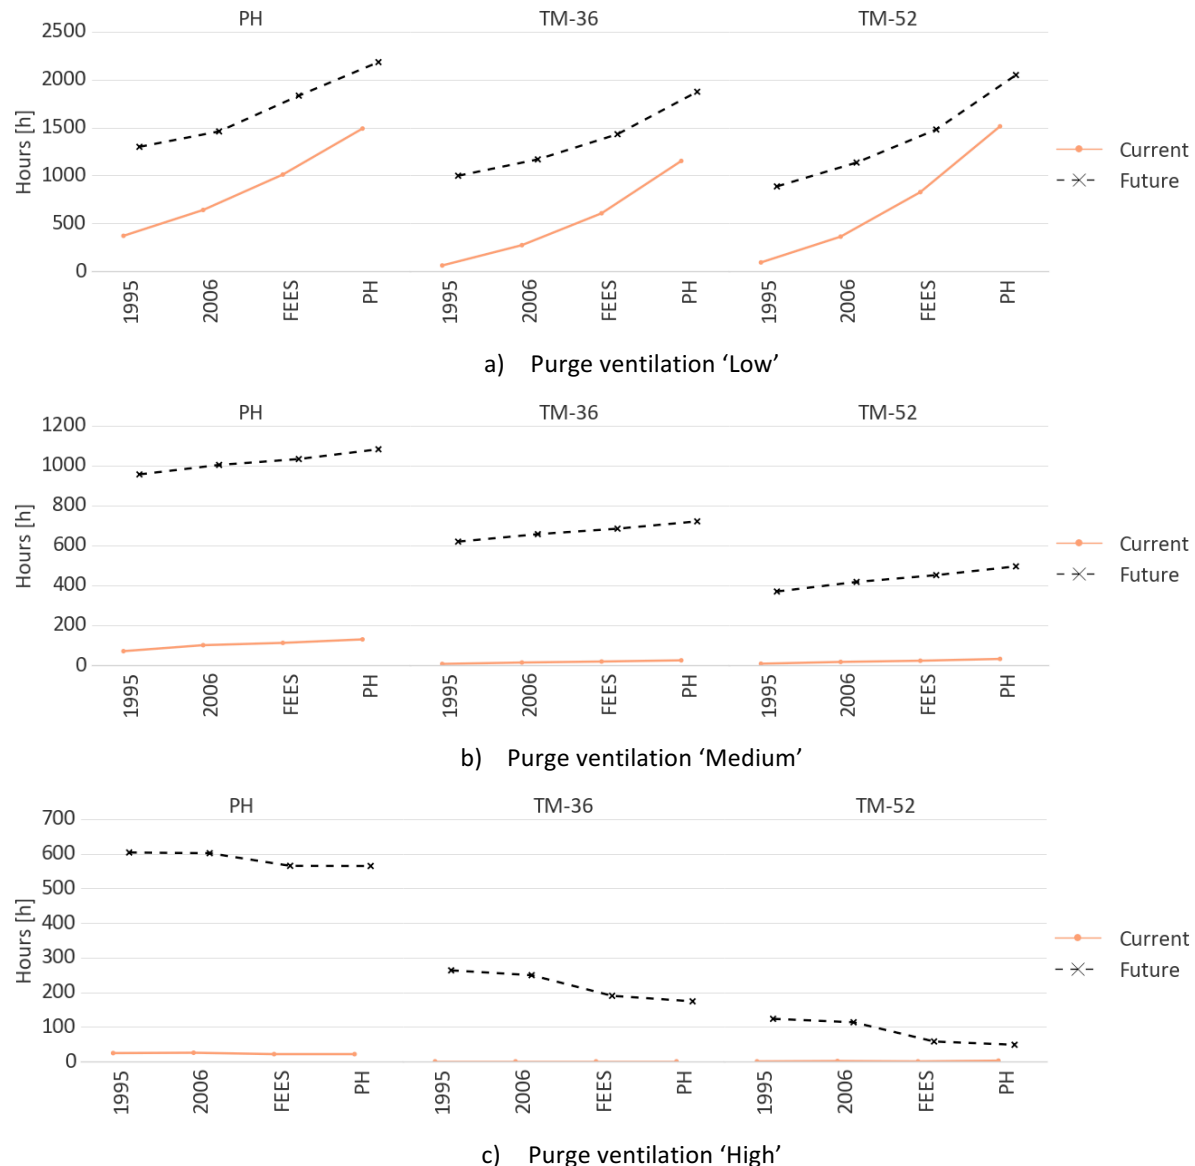 PH TM-36 TM-52
2500
2000
1500
1000
500
0
Hours [h]
1995 2006 FEES PH 1995 2006 FEES PH 1995 2006 FEES PH
Current
Future
a) Purge ventilation ‘Low’
PH TM-36 TM-52
1200
1000
800
600
400
200
0
Hours [h]
1995 2006 FEES PH 1995 2006 FEES PH 1995 2006 FEES PH
Current
Future
b) Purge ventilation ‘Medium’
PH TM-36 TM-52
700
600
500
400
300
200
100
0
Hours [h]
1995 2006 FEES PH 1995 2006 FEES PH 1995 2006 FEES PH
Current
Future
c) Purge ventilation ‘High’